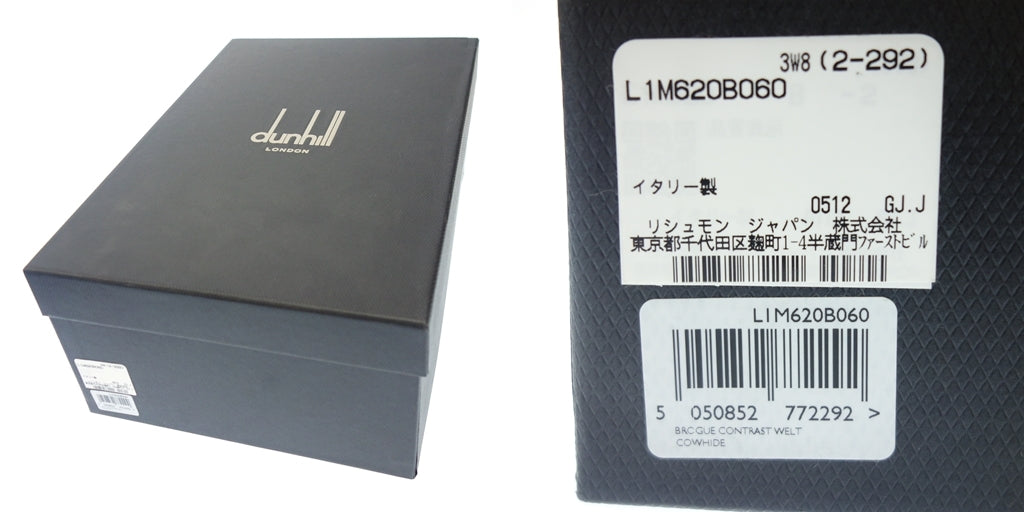 dunhill
LONDON
3W8 (2-292)
L1M620B060
イタリー製
0512 GJ.J
リシュモン ジャパン 株式会社
東京都千代田区麹町1-4半蔵門ファーストビル
L1M620B060
5 050852 772292 >
BROGUE CONTRAST WELT
COWHIDE